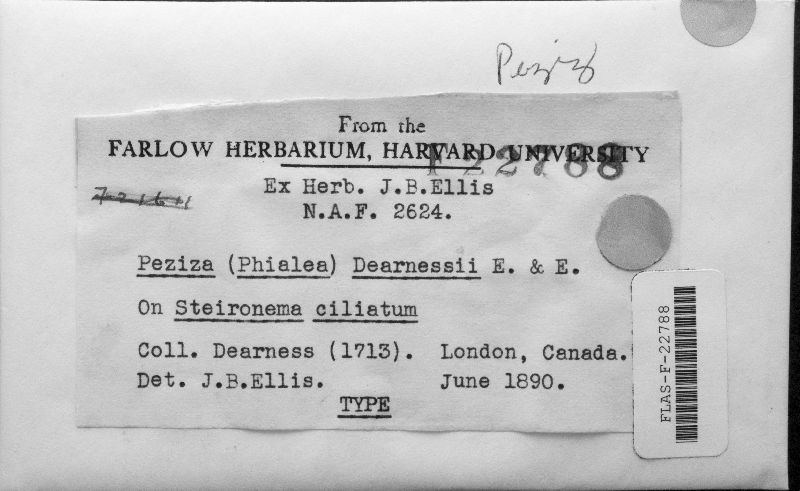 Peziza
From the
FARLOW HERBARIUM, HARVARD UNIVERSITY
F 22788
Ex Herb. J.B.Ellis
N.A.F. 2624.
Peziza (Phialea) Dearnessii E. & E.
On Steironema ciliatum
Coll. Dearness (1713). London, Canada.
Det. J.B.Ellis. June 1890.
TYPE
FLAS-F-22788